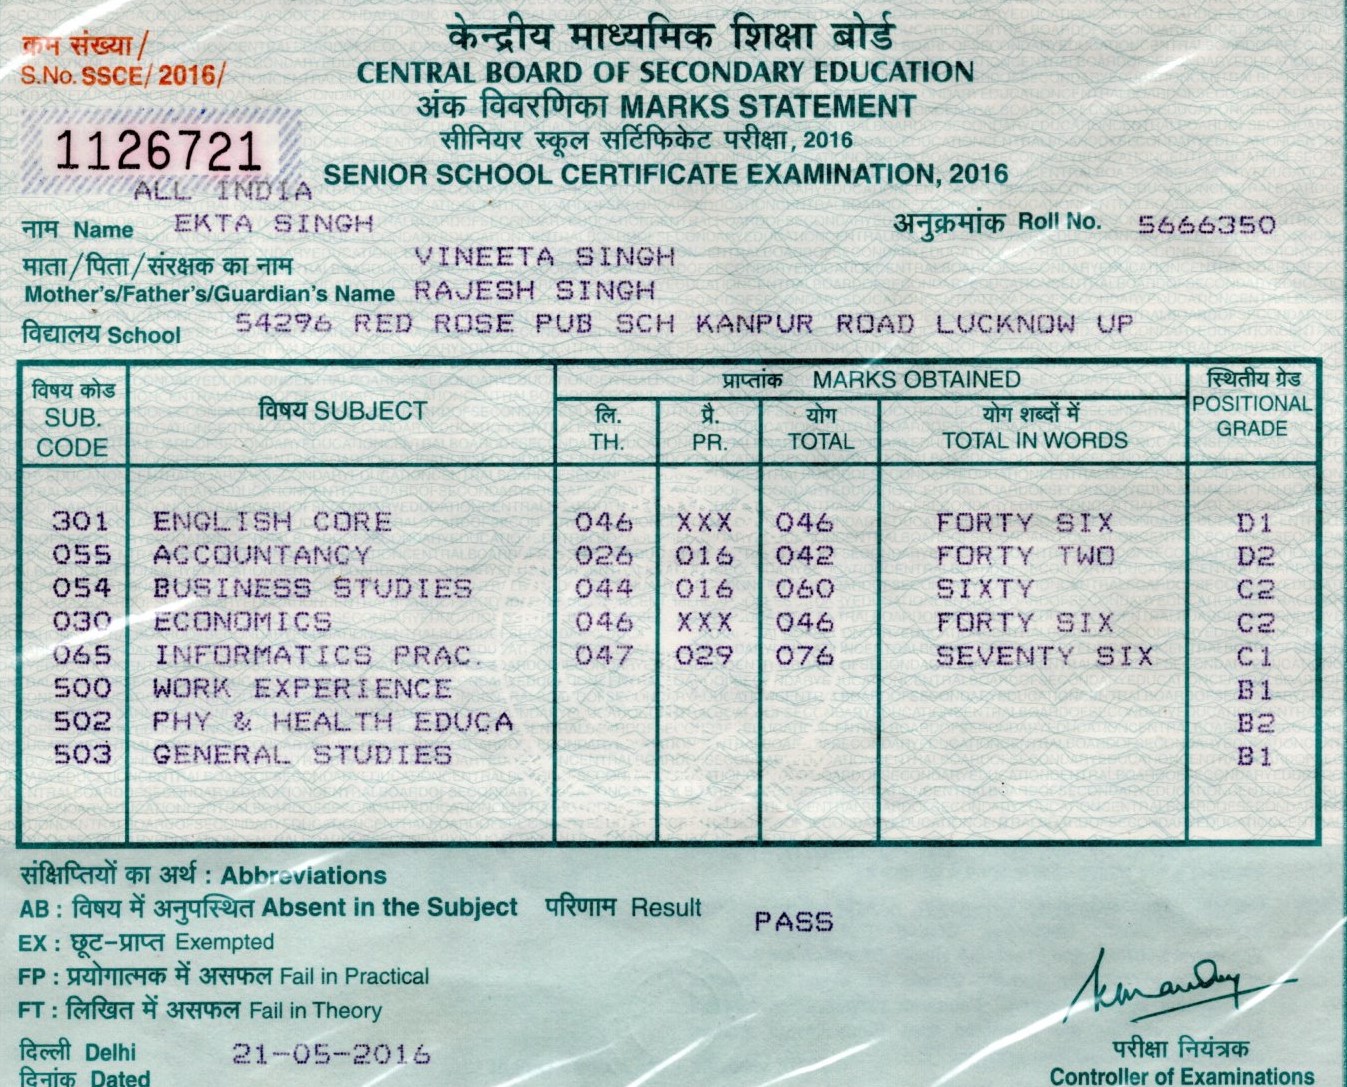 केन्द्रीय माध्यमिक शिक्षा बोर्ड
क्रम संख्या/
S.No. SSCE/ 2016/
CENTRAL BOARD OF SECONDARY EDUCATION
अंक विवरणिका MARKS STATEMENT
सीनियर स्कूल सर्टिफिकेट परीक्षा, 2016
1126721
SENIOR SCHOOL CERTIFICATE EXAMINATION, 2016
ALL INDIA
नाम Name EKTA SINGH अनुक्रमांक Roll No. 5666350
माता/पिता/संरक्षक का नाम VINEETA SINGH
Mother's/Father's/Guardian's Name RAJESH SINGH
विद्यालय School 54296 RED ROSE PUB SCH KANPUR ROAD LUCKNOW UP
विषय कोड SUB. CODE विषय SUBJECT प्राप्तांक MARKS OBTAINED स्थितीय ग्रेड POSITIONAL GRADE
लि. TH. प्रै. PR. योग TOTAL योग शब्दों में TOTAL IN WORDS
301 ENGLISH CORE 046 XXX 046 FORTY SIX D1
055 ACCOUNTANCY 026 016 042 FORTY TWO D2
054 BUSINESS STUDIES 044 016 060 SIXTY C2
030 ECONOMICS 046 XXX 046 FORTY SIX C2
065 INFORMATICS PRAC. 047 029 076 SEVENTY SIX C1
500 WORK EXPERIENCE B1
502 PHY & HEALTH EDUCA B2
503 GENERAL STUDIES B1
संक्षिप्तियों का अर्थ : Abbreviations
AB : विषय में अनुपस्थित Absent in the Subject परिणाम Result PASS
EX : छूट-प्राप्त Exempted
FP : प्रयोगात्मक में असफल Fail in Practical
FT : लिखित में असफल Fail in Theory
दिल्ली Delhi 21-05-2016
दिनांक Dated
परीक्षा नियंत्रक
Controller of Examinations